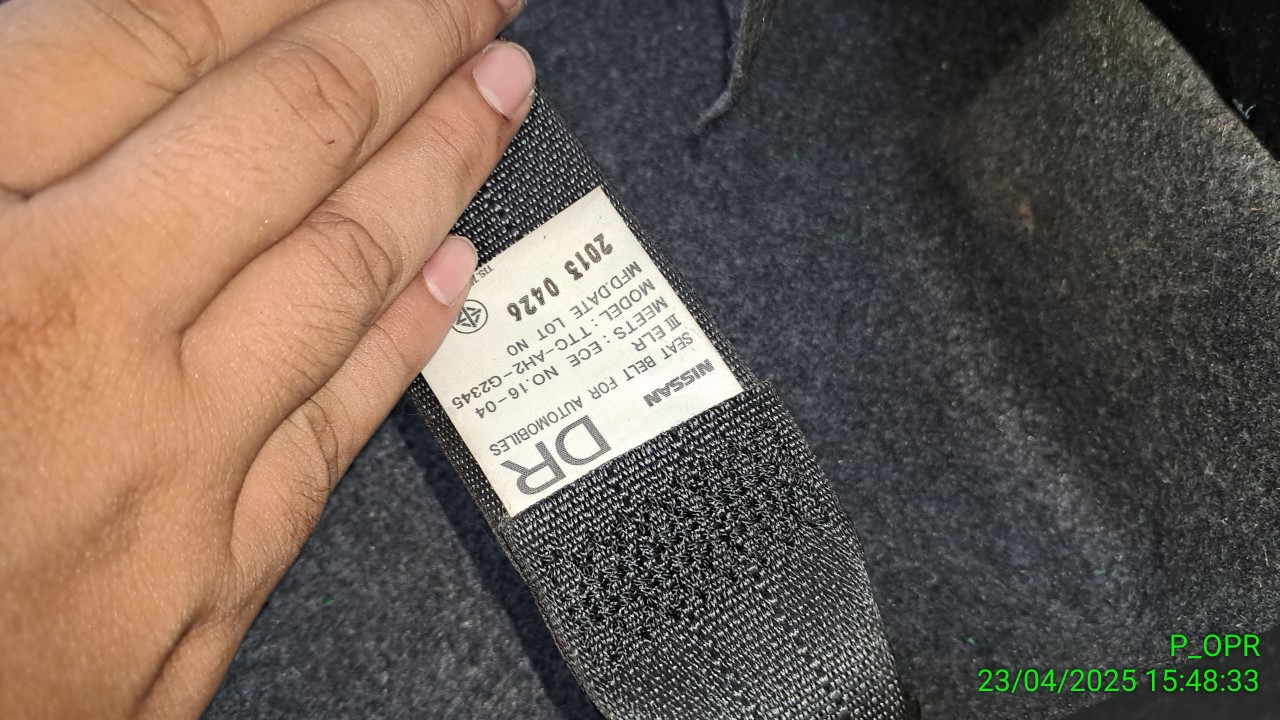 NISSAN DR
SEAT BELT FOR AUTOMOBILES
III ELR
MEETS : ECE NO.16-04
MODEL : TTC-AH2-G2345
MFD.DATE LOT NO
2013 0426
TIS.
P_OPR
23/04/2025 15:48:33